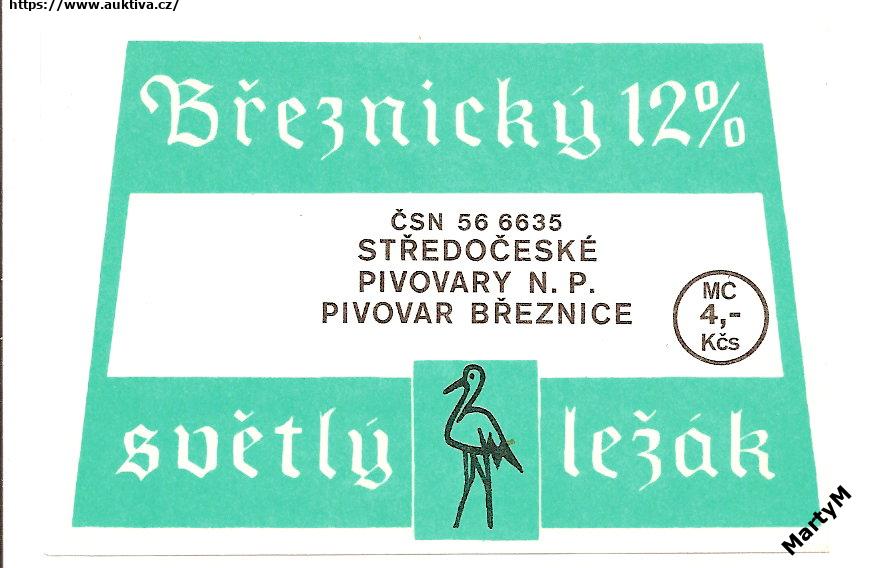 https://www.auktiva.cz/
Březnický 12%
ČSN 56 6635
STŘEDOČESKÉ
PIVOVARY N. P.
PIVOVAR BŘEZNICE
MC
4,-
Kčs
světlý ležák
MartyM